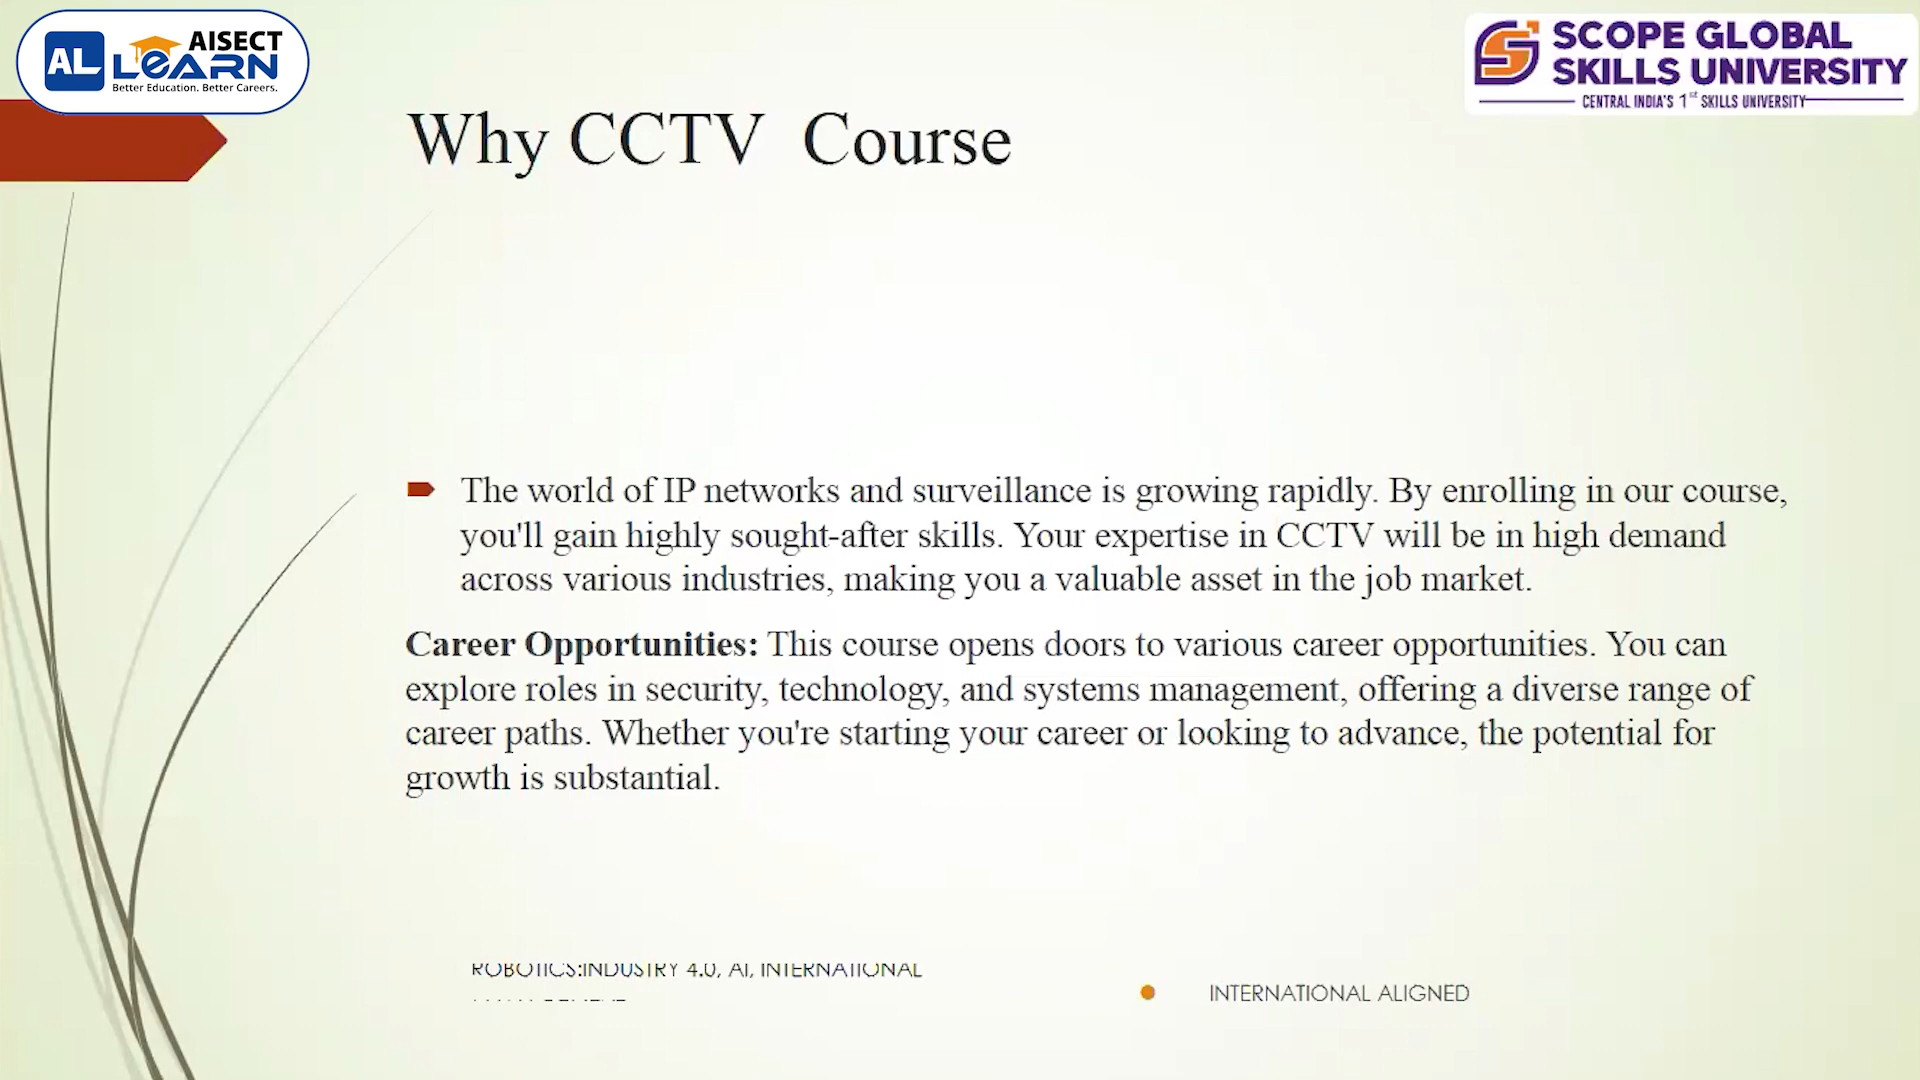 AL AISECT
LEARN
Better Education. Better Careers.
SCOPE GLOBAL
SKILLS UNIVERSITY
CENTRAL INDIA'S 1st SKILLS UNIVERSITY
Why CCTV Course
The world of IP networks and surveillance is growing rapidly. By enrolling in our course,
you'll gain highly sought-after skills. Your expertise in CCTV will be in high demand
across various industries, making you a valuable asset in the job market.
Career Opportunities: This course opens doors to various career opportunities. You can
explore roles in security, technology, and systems management, offering a diverse range of
career paths. Whether you're starting your career or looking to advance, the potential for
growth is substantial.
ROBOTICS:INDUSTRY 4.0, AI, INTERNATIONAL
INTERNATIONAL ALIGNED